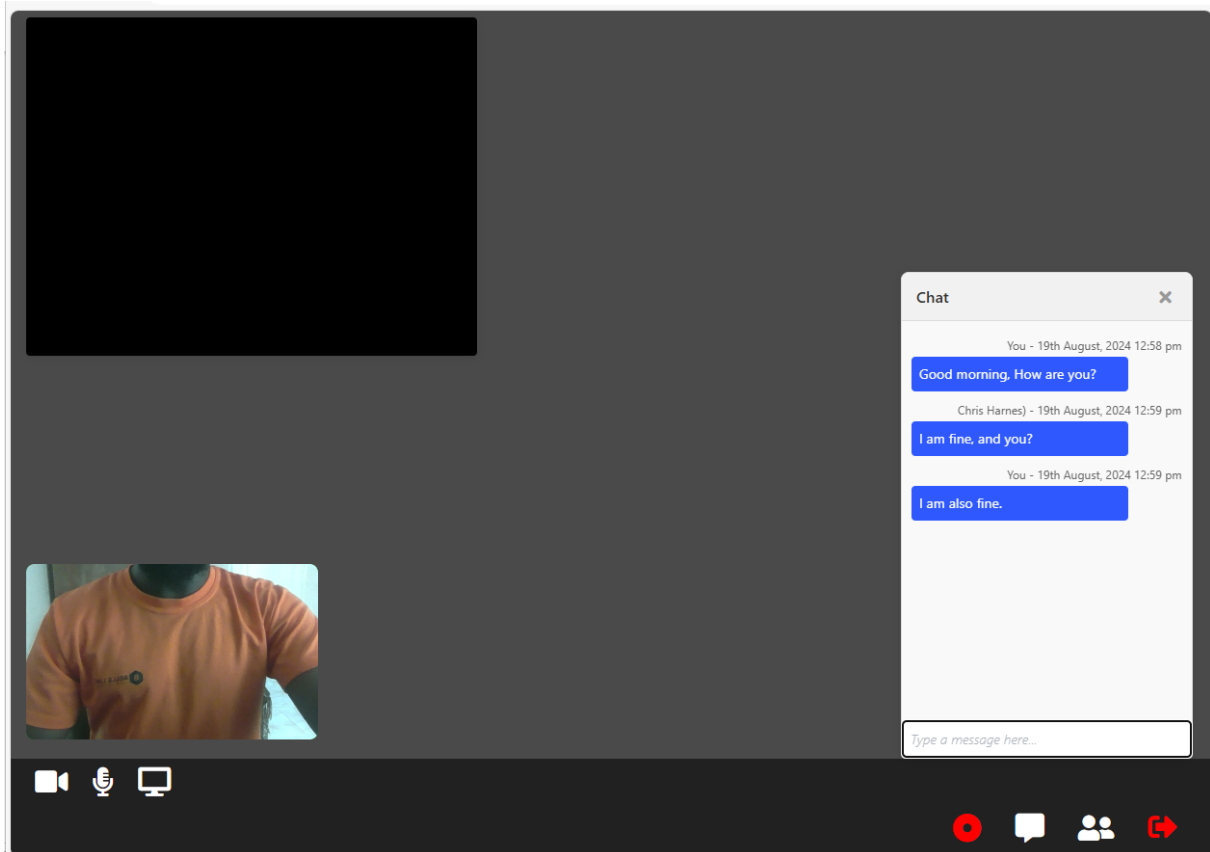 Chat
You - 19th August, 2024 12:58 pm
Good morning, How are you?
Chris Harnes) - 19th August, 2024 12:59 pm
I am fine, and you?
You - 19th August, 2024 12:59 pm
I am also fine.
Type a message here...